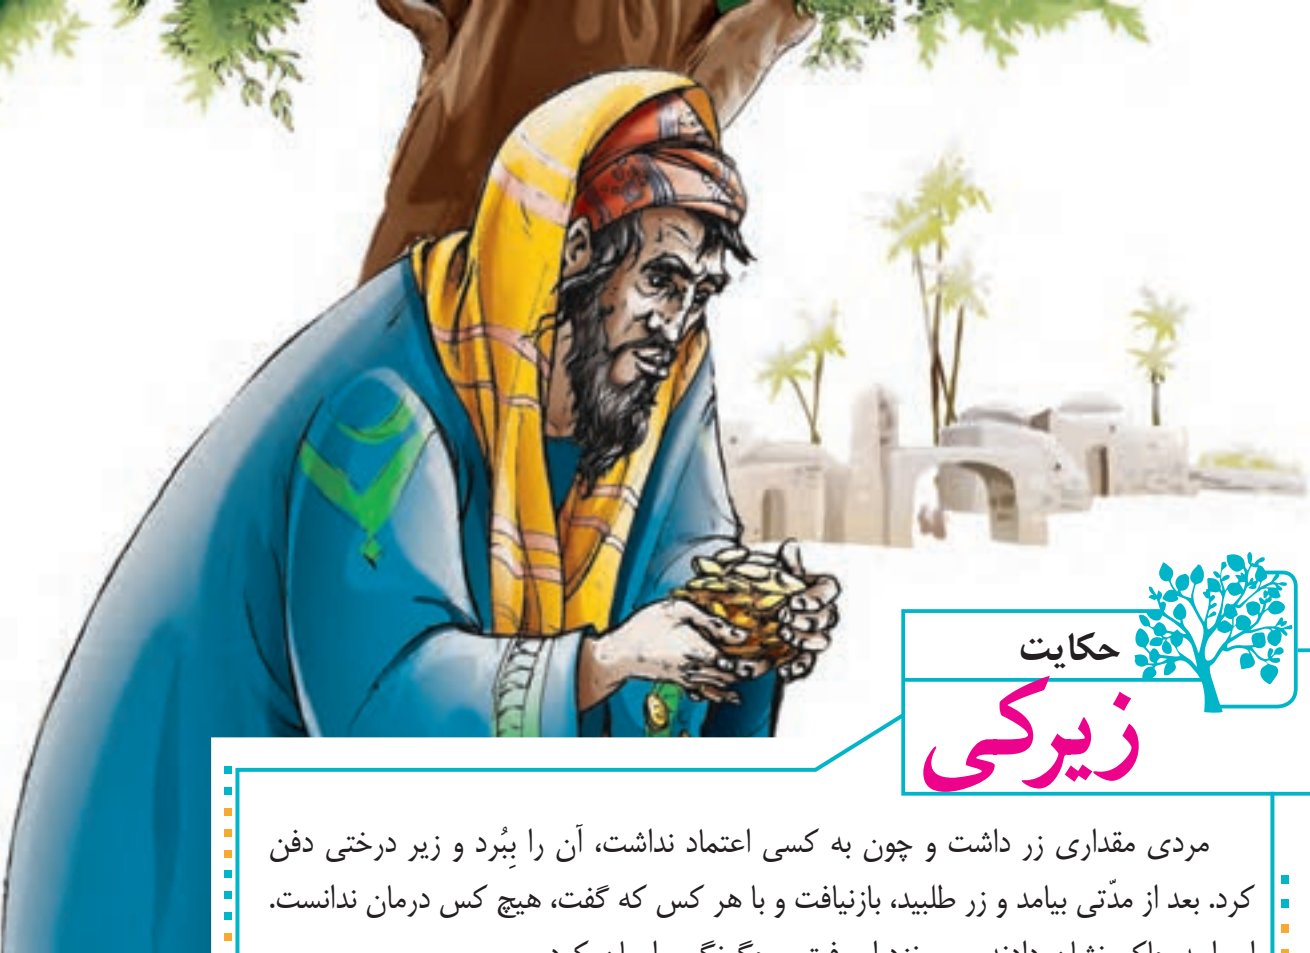 حکایت
زیرکی
مردی مقداری زر داشت و چون به کسی اعتماد نداشت، آن را بِبُرد و زیر درختی دفن
کرد. بعد از مدّتی بیامد و زر طلبید، بازنیافت و با هر کس که گفت، هیچ کس درمان ندانست.